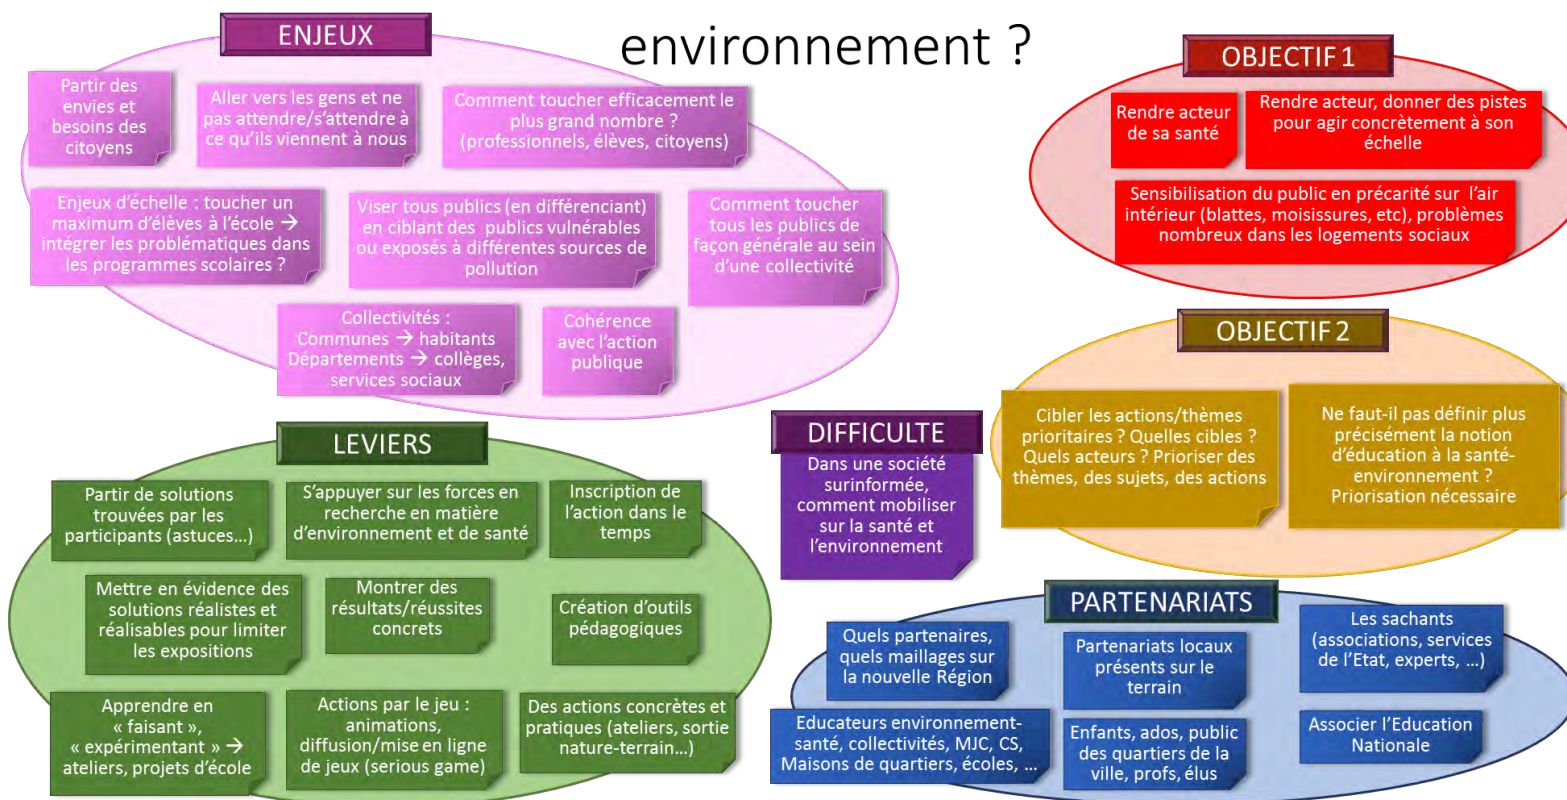 environnement ?
ENJEUX
Partir des
envies et
besoins des
citoyens
Aller vers les gens et ne
pas attendre/s'attendre à
ce qu'ils viennent à nous
Comment toucher efficacement le
plus grand nombre ?
(professionnels, élèves, citoyens)
Enjeux d'échelle : toucher un
maximum d'élèves à l'école →
intégrer les problématiques dans
les programmes scolaires ?
Viser tous publics (en différenciant)
en ciblant des publics vulnérables
ou exposés à différentes sources de
pollution
Comment toucher
tous les publics de
façon générale au sein
d'une collectivité
Collectivités :
Communes → habitants
Départements → collèges,
services sociaux
Cohérence
avec l'action
publique
OBJECTIF 1
Rendre acteur
de sa santé
Rendre acteur, donner des pistes
pour agir concrètement à son
échelle
Sensibilisation du public en précarité sur l'air
intérieur (blattes, moisissures, etc), problèmes
nombreux dans les logements sociaux
OBJECTIF 2
Cibler les actions/thèmes
prioritaires ? Quelles cibles ?
Quels acteurs ? Prioriser des
thèmes, des sujets, des actions
Ne faut-il pas définir plus
précisément la notion
d'éducation à la santé-
environnement ?
Priorisation nécessaire
LEVIERS
Partir de solutions
trouvées par les
participants (astuces…)
S'appuyer sur les forces en
recherche en matière
d'environnement et de santé
Inscription de
l'action dans le
temps
Mettre en évidence des
solutions réalistes et
réalisables pour limiter
les expositions
Montrer des
résultats/réussites
concrets
Création d'outils
pédagogiques
Apprendre en
« faisant »,
« expérimentant » →
ateliers, projets d'école
Actions par le jeu :
animations,
diffusion/mise en ligne
de jeux (serious game)
Des actions concrètes et
pratiques (ateliers, sortie
nature-terrain…)
DIFFICULTE
Dans une société
surinformée,
comment mobiliser
sur la santé et
l'environnement
PARTENARIATS
Quels partenaires,
quels maillages sur
la nouvelle Région
Partenariats locaux
présents sur le
terrain
Les sachants
(associations, services
de l'Etat, experts, …)
Educateurs environnement-
santé, collectivités, MJC, CS,
Maisons de quartiers, écoles, …
Enfants, ados, public
des quartiers de la
ville, profs, élus
Associer l'Education
Nationale